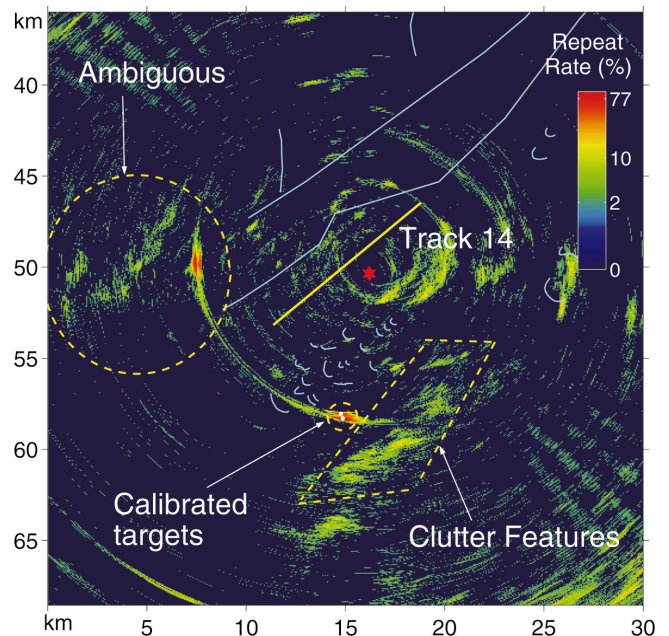 km
40
45
50
55
60
65
km
5
10
15
20
25
30
Ambiguous
Repeat
Rate (%)
77
10
2
0
Track 14
Calibrated
targets
Clutter Features